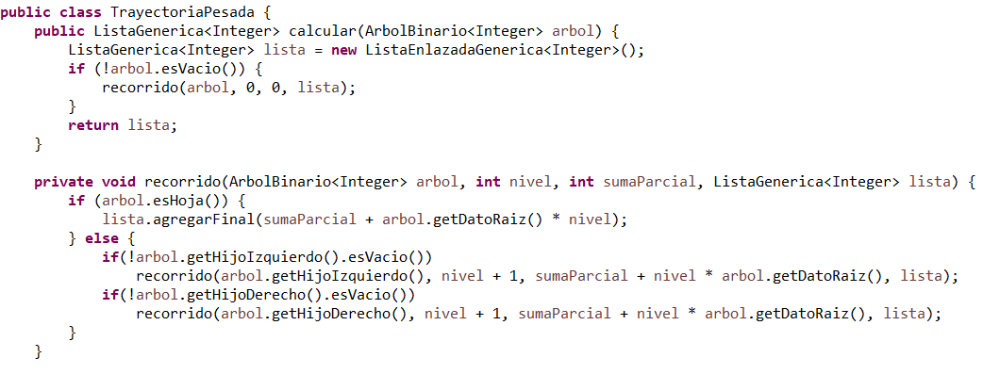 public class TrayectoriaPesada {
    public ListaGenerica<Integer> calcular(ArbolBinario<Integer> arbol) {
        ListaGenerica<Integer> lista = new ListaEnlazadaGenerica<Integer>();
        if (!arbol.esVacio()) {
            recorrido(arbol, 0, 0, lista);
        }
        return lista;
    }

    private void recorrido(ArbolBinario<Integer> arbol, int nivel, int sumaParcial, ListaGenerica<Integer> lista) {
        if (arbol.esHoja()) {
            lista.agregarFinal(sumaParcial + arbol.getDatoRaiz() * nivel);
        } else {
            if(!arbol.getHijoIzquierdo().esVacio())
                recorrido(arbol.getHijoIzquierdo(), nivel + 1, sumaParcial + nivel * arbol.getDatoRaiz(), lista);
            if(!arbol.getHijoDerecho().esVacio())
                recorrido(arbol.getHijoDerecho(), nivel + 1, sumaParcial + nivel * arbol.getDatoRaiz(), lista);
        }
    }